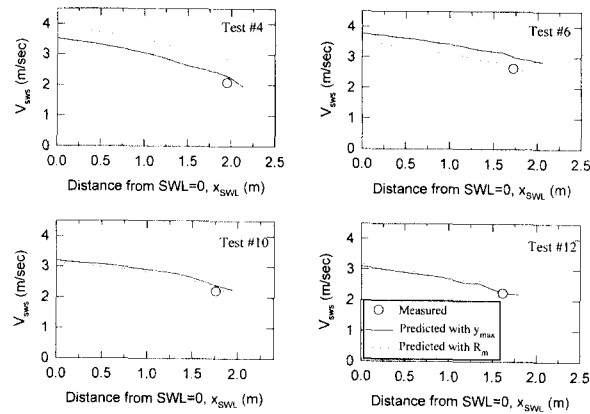 Test #4
V_sws (m/sec)
4
3
2
1
0
0.0 0.5 1.0 1.5 2.0 2.5
Distance from SWL=0, x_SWL (m)
Test #6
V_sws (m/sec)
4
3
2
1
0
0.0 0.5 1.0 1.5 2.0 2.5
Distance from SWL=0, x_SWL (m)
Test #10
V_sws (m/sec)
4
3
2
1
0
0.0 0.5 1.0 1.5 2.0
Distance from SWL=0, x_SWL (m)
Test #12
V_sws (m/sec)
4
3
2
1
0
Measured
Predicted with y_max
Predicted with R_m
0.0 0.5 1.0 1.5 2.0 2.5
Distance from SWL=0, x_SWL (m)